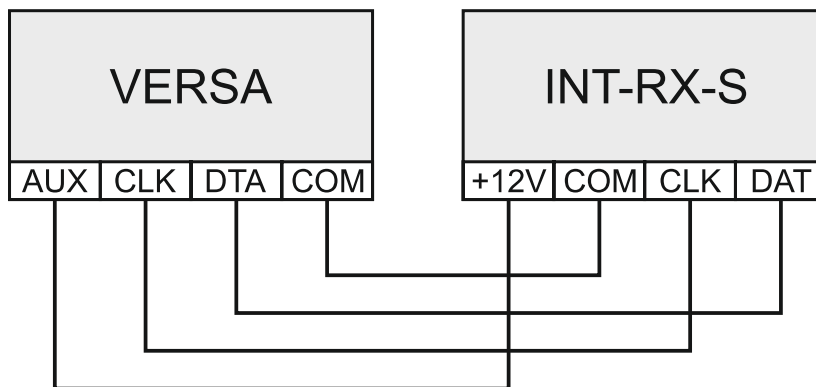 VERSA
INT-RX-S
AUX CLK DTA COM
+12V COM CLK DAT